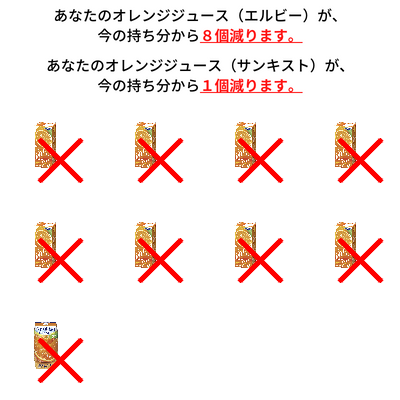 あなたのオレンジジュース（エルビー）が、
今の持ち分から８個減ります。
あなたのオレンジジュース（サンキスト）が、
今の持ち分から１個減ります。